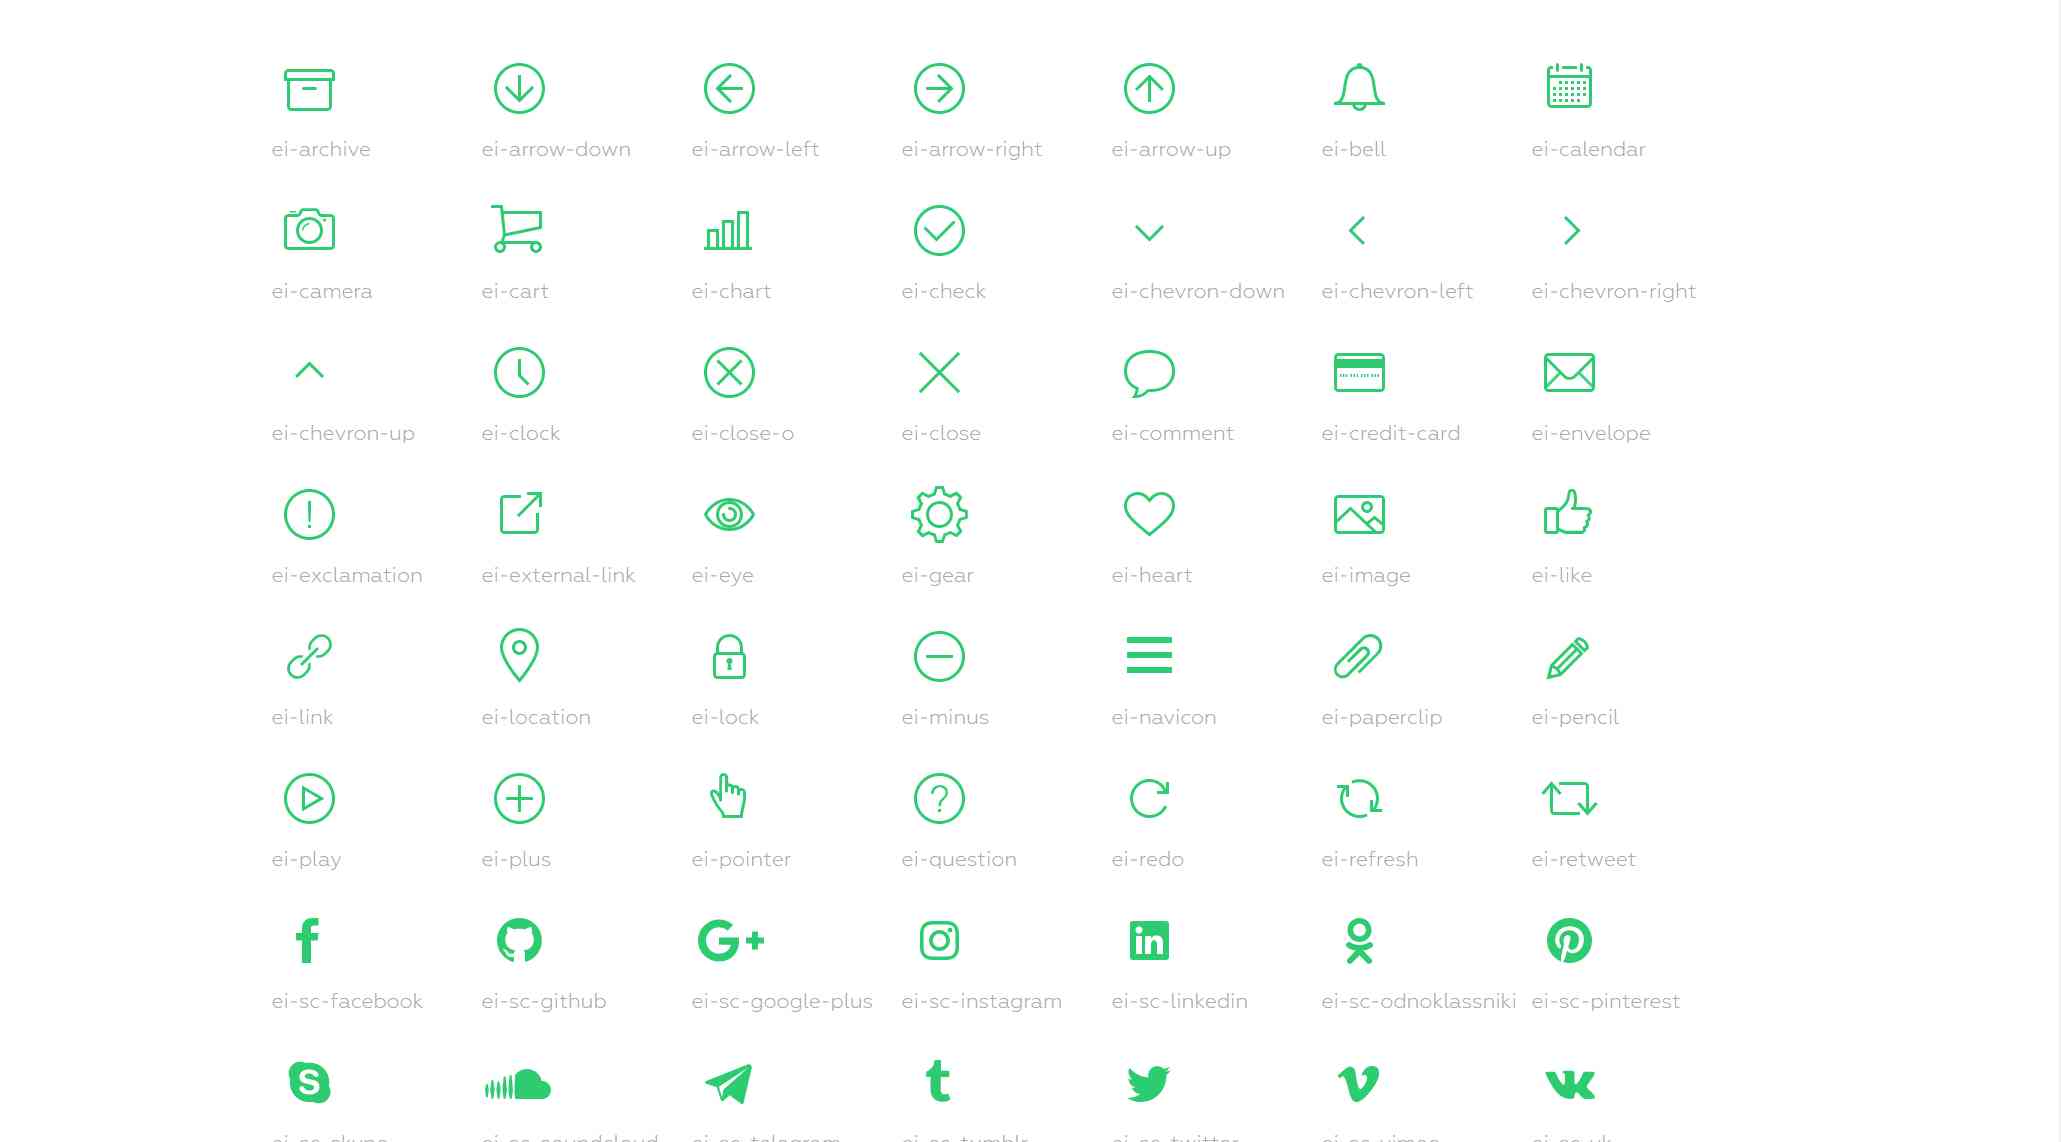 ei-archive ei-arrow-down ei-arrow-left ei-arrow-right ei-arrow-up ei-bell ei-calendar
ei-camera ei-cart ei-chart ei-check ei-chevron-down ei-chevron-left ei-chevron-right
ei-chevron-up ei-clock ei-close-o ei-close ei-comment ei-credit-card ei-envelope
ei-exclamation ei-external-link ei-eye ei-gear ei-heart ei-image ei-like
ei-link ei-location ei-lock ei-minus ei-navicon ei-paperclip ei-pencil
ei-play ei-plus ei-pointer ei-question ei-redo ei-refresh ei-retweet
ei-sc-facebook ei-sc-github ei-sc-google-plus ei-sc-instagram ei-sc-linkedin ei-sc-odnoklassniki ei-sc-pinterest